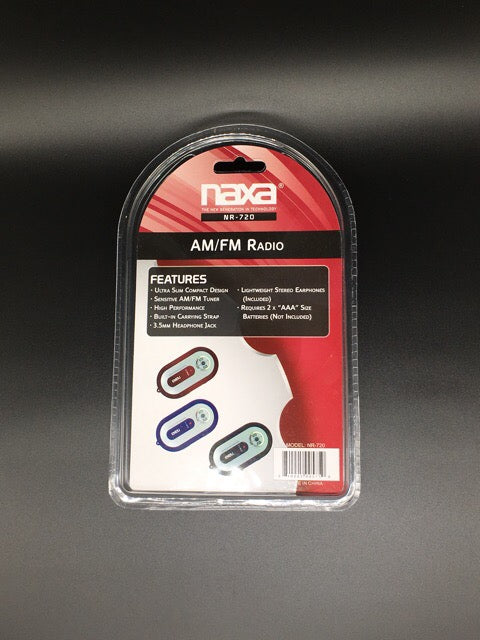 naxa®
THE NEW GENERATION IN TECHNOLOGY
NR-720
AM/FM RADIO
FEATURES
· ULTRA SLIM COMPACT DESIGN
· SENSITIVE AM/FM TUNER
· HIGH PERFORMANCE
· BUILT-IN CARRYING STRAP
· 3.5MM HEADPHONE JACK
· LIGHTWEIGHT STEREO EARPHONES
(INCLUDED)
· REQUIRES 2 X "AAA" SIZE
BATTERIES (NOT INCLUDED)
MODEL: NR-720
MADE IN CHINA